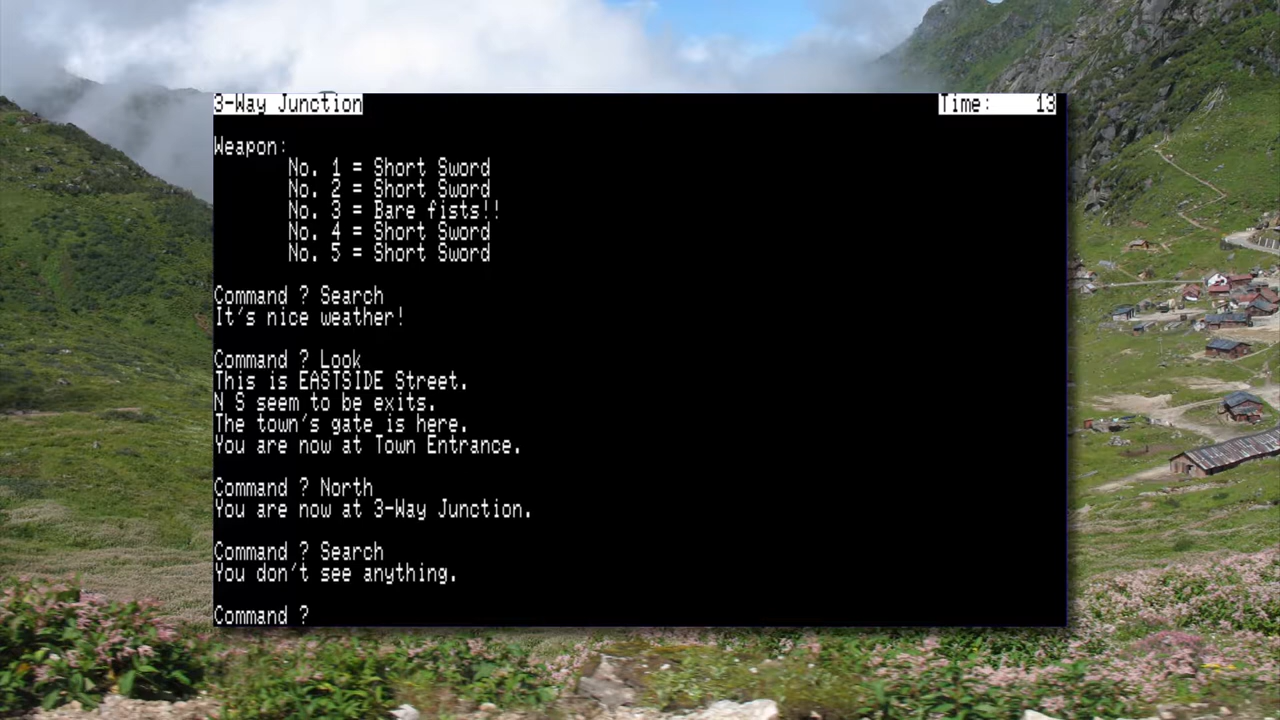 3-Way Junction Time: 13
Weapon:
No. 1 = Short Sword
No. 2 = Short Sword
No. 3 = Bare fists!!
No. 4 = Short Sword
No. 5 = Short Sword
Command ? Search
It's nice weather!
Command ? Look
This is EASTSIDE Street.
N S seem to be exits.
The town's gate is here.
You are now at Town Entrance.
Command ? North
You are now at 3-Way Junction.
Command ? Search
You don't see anything.
Command ?